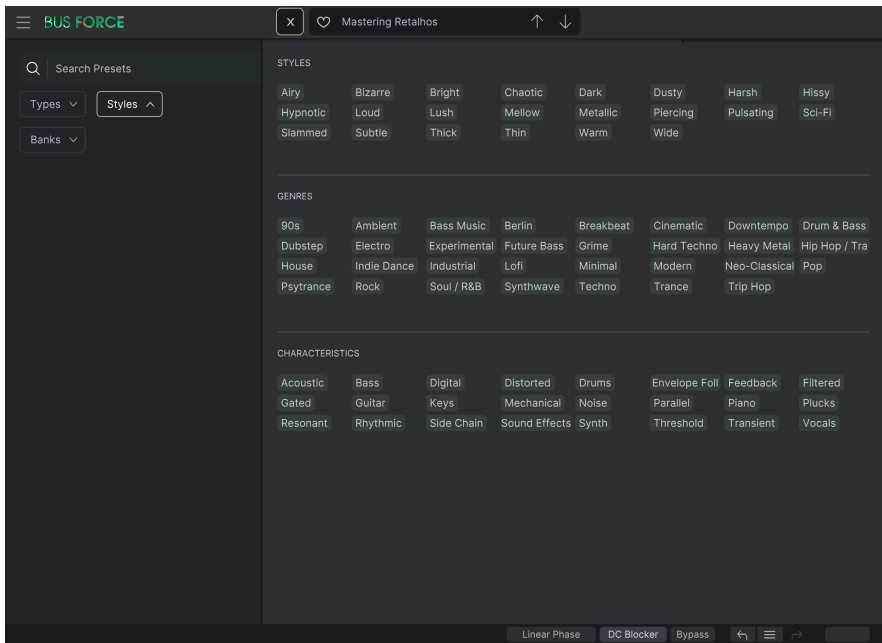 BUS FORCE
X Mastering Retalhos
Search Presets
Types Styles
Banks
STYLES
Airy Bizarre Bright Chaotic Dark Dusty Harsh Hissy
Hypnotic Loud Lush Mellow Metallic Piercing Pulsating Sci-Fi
Slammed Subtle Thick Thin Warm Wide
GENRES
90s Ambient Bass Music Berlin Breakbeat Cinematic Downtempo Drum & Bass
Dubstep Electro Experimental Future Bass Grime Hard Techno Heavy Metal Hip Hop / Tra
House Indie Dance Industrial Lofi Minimal Modern Neo-Classical Pop
Psytrance Rock Soul / R&B Synthwave Techno Trance Trip Hop
CHARACTERISTICS
Acoustic Bass Digital Distorted Drums Envelope Foll Feedback Filtered
Gated Guitar Keys Mechanical Noise Parallel Piano Plucks
Resonant Rhythmic Side Chain Sound Effects Synth Threshold Transient Vocals
Linear Phase DC Blocker Bypass